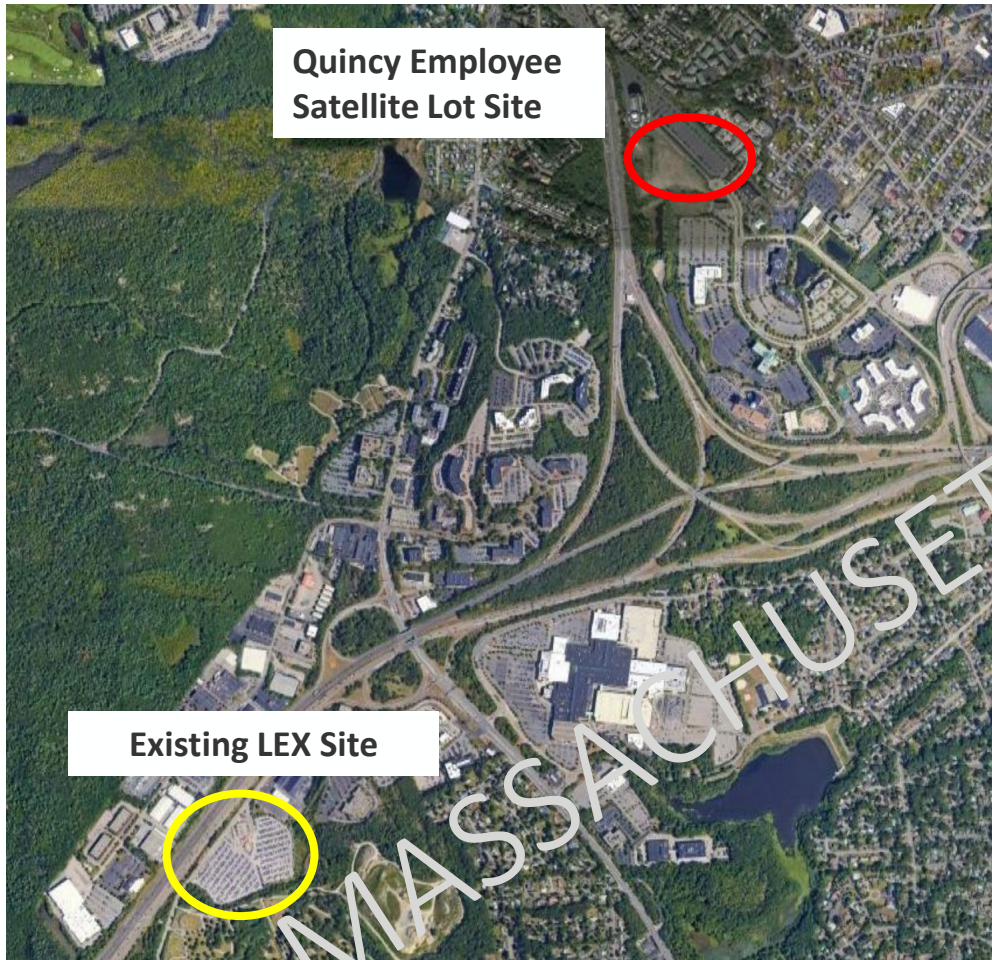 Quincy Employee
Satellite Lot Site
Existing LEX Site
MASSACHUSET